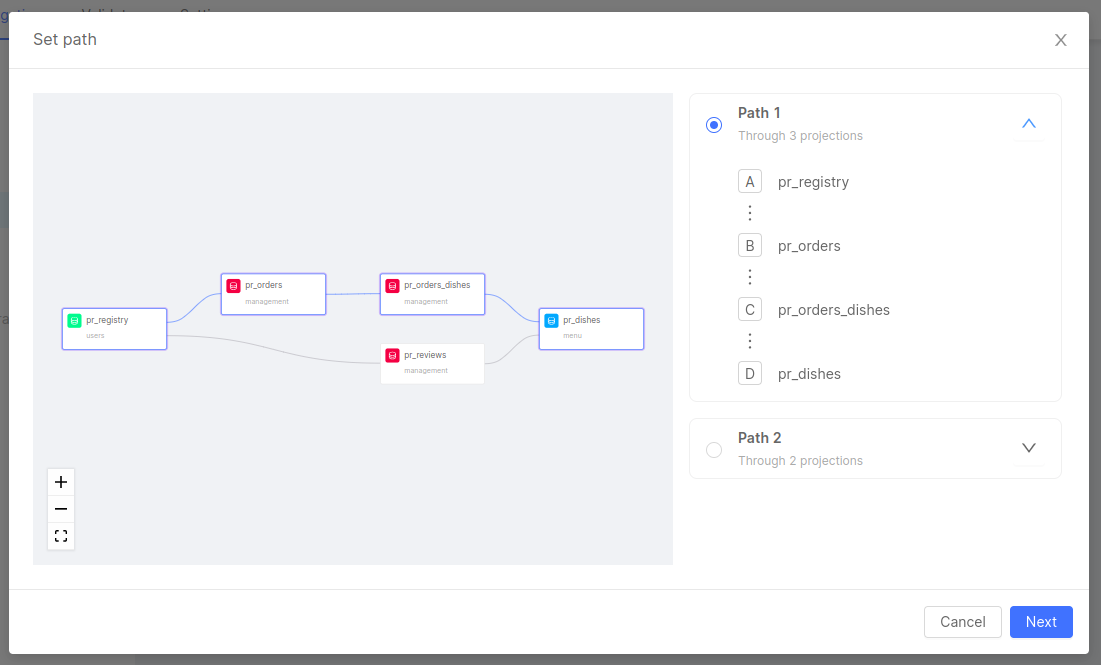 Set path
pr_registry
users
pr_orders
management
pr_orders_dishes
management
pr_reviews
management
pr_dishes
menu
Path 1
Through 3 projections
A pr_registry
B pr_orders
C pr_orders_dishes
D pr_dishes
Path 2
Through 2 projections
Cancel
Next